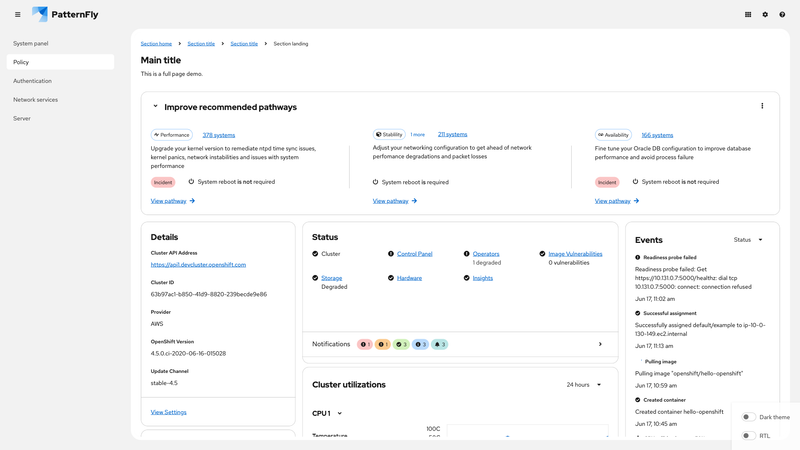 PatternFly
System panel
Policy
Authentication
Network services
Server
Section home
Section title
Section title
Section landing
Main title
This is a full page demo.
Improve recommended pathways
Performance
378 systems
Upgrade your kernel version to remediate ntpd time sync issues,
kernel panics, network instabilities and issues with system
performance
Incident
System reboot is not required
View pathway
Stability
1 more
211 systems
Adjust your networking configuration to get ahead of network
perfomance degradations and packet losses
System reboot is required
View pathway
Availability
166 systems
Fine tune your Oracle DB configuration to improve database
performance and avoid process failure
Incident
System reboot is not required
View pathway
Details
Cluster API Address
https://api1.devcluster.openshift.com
Cluster ID
63b97ac1-b850-41d9-8820-239becde9e86
Provider
AWS
OpenShift Version
4.5.0.ci-2020-06-16-015028
Update Channel
stable-4.5
View Settings
Status
Cluster
Control Panel
Operators
1 degraded
Image Vulnerabilities
0 vulnerabilities
Storage
Degraded
Hardware
Insights
Notifications
1
1
3
3
3
Cluster utilizations
24 hours
CPU 1
Temperature
100C
Events
Status
Readiness probe failed
Readiness probe failed: Get
https://10.131.0.7:5000/healthz: dial tcp
10.131.0.7:5000: connect: connection refused
Jun 17, 11:02 am
Successful assignment
Successfully assigned default/example to ip-10-0-
130-149.ec2.internal
Jun 17, 11:13 am
Pulling image
Pulling image "openshift/hello-openshift"
Jun 17, 10:59 am
Created container
Created container hello-openshift
Jun 17, 10:45 am
Dark theme
RTL